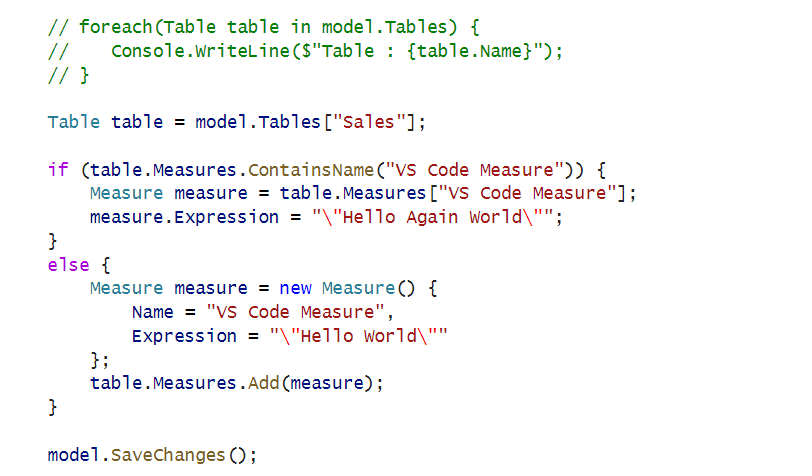 // foreach(Table table in model.Tables) {
//    Console.WriteLine($"Table : {table.Name}");
// }
Table table = model.Tables["Sales"];
if (table.Measures.ContainsName("VS Code Measure")) {
    Measure measure = table.Measures["VS Code Measure"];
    measure.Expression = "\"Hello Again World\"";
}
else {
    Measure measure = new Measure() {
        Name = "VS Code Measure",
        Expression = "\"Hello World\""
    };
    table.Measures.Add(measure);
}
model.SaveChanges();